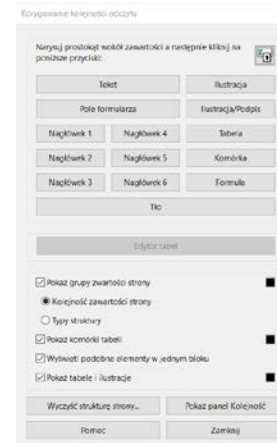 Korygowanie kolejności odczytu
Narysuj prostokąt wokół zawartości a następnie kliknij na
poniższe przyciski:
Tekst
Ilustracja
Pole formularza
Ilustracja/Podpis
Nagłówek 1
Nagłówek 4
Tabela
Nagłówek 2
Nagłówek 5
Komórka
Nagłówek 3
Nagłówek 6
Formuła
Tło
Edytor tabel
Pokaż grupy zwartości strony
Kolejność zawartości strony
Typy struktury
Pokaż komórki tabeli
Wyświetl podobne elementy w jednym bloku
Pokaż tabele i ilustracje
Wyczyść strukturę strony...
Pokaż panel Kolejność
Pomoc
Zamknij